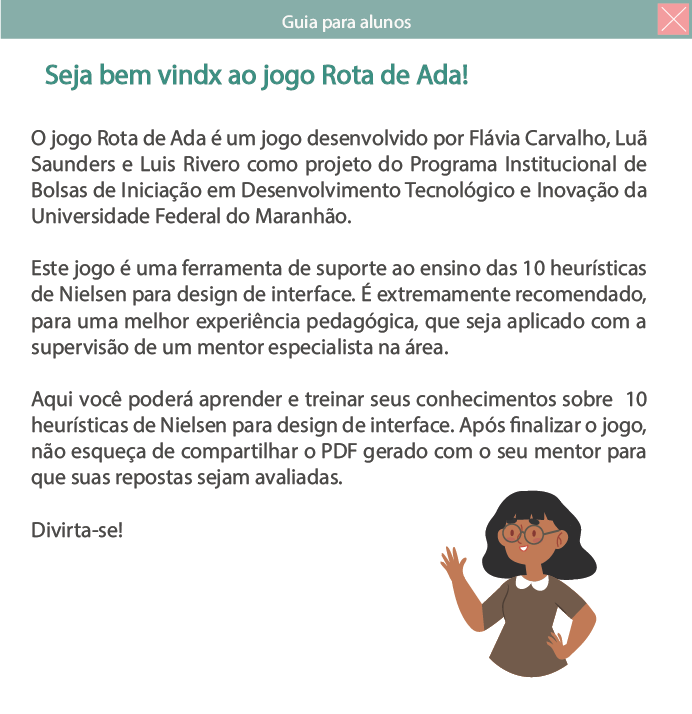 Guia para alunos
Seja bem vindx ao jogo Rota de Ada!
O jogo Rota de Ada é um jogo desenvolvido por Flávia Carvalho, Luã
Saunders e Luis Rivero como projeto do Programa Institucional de
Bolsas de Iniciação em Desenvolvimento Tecnológico e Inovação da
Universidade Federal do Maranhão.
Este jogo é uma ferramenta de suporte ao ensino das 10 heurísticas
de Nielsen para design de interface. É extremamente recomendado,
para uma melhor experiência pedagógica, que seja aplicado com a
supervisão de um mentor especialista na área.
Aqui você poderá aprender e treinar seus conhecimentos sobre  10
heurísticas de Nielsen para design de interface. Após finalizar o jogo,
não esqueça de compartilhar o PDF gerado com o seu mentor para
que suas repostas sejam avaliadas.
Divirta-se!